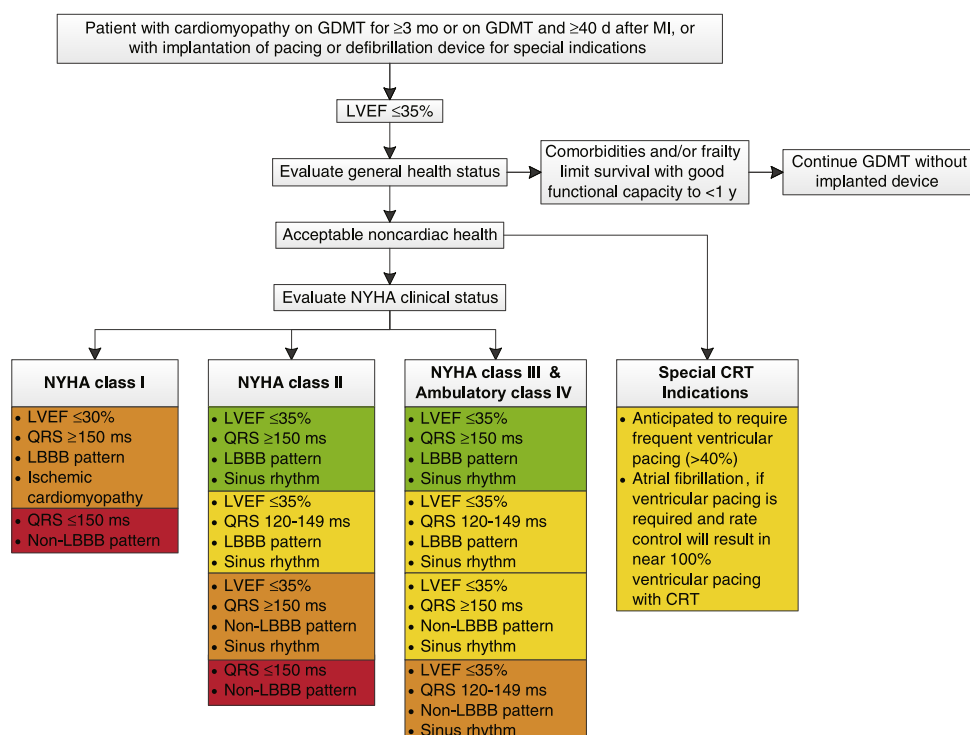 Patient with cardiomyopathy on GDMT for ≥3 mo or on GDMT and ≥40 d after MI, or
with implantation of pacing or defibrillation device for special indications
LVEF ≤35%
Evaluate general health status
Comorbidities and/or frailty
limit survival with good
functional capacity to <1 y
Continue GDMT without
implanted device
Acceptable noncardiac health
Evaluate NYHA clinical status
NYHA class I
• LVEF ≤30%
• QRS ≥150 ms
• LBBB pattern
• Ischemic
cardiomyopathy
• QRS ≤150 ms
• Non-LBBB pattern
NYHA class II
• LVEF ≤35%
• QRS ≥150 ms
• LBBB pattern
• Sinus rhythm
• LVEF ≤35%
• QRS 120-149 ms
• LBBB pattern
• Sinus rhythm
• LVEF ≤35%
• QRS ≥150 ms
• Non-LBBB pattern
• Sinus rhythm
• QRS ≤150 ms
• Non-LBBB pattern
NYHA class III &
Ambulatory class IV
• LVEF ≤35%
• QRS ≥150 ms
• LBBB pattern
• Sinus rhythm
• LVEF ≤35%
• QRS 120-149 ms
• LBBB pattern
• Sinus rhythm
• LVEF ≤35%
• QRS ≥150 ms
• Non-LBBB pattern
• Sinus rhythm
• LVEF ≤35%
• QRS 120-149 ms
• Non-LBBB pattern
• Sinus rhythm
Special CRT
Indications
• Anticipated to require
frequent ventricular
pacing (>40%)
• Atrial fibrillation, if
ventricular pacing is
required and rate
control will result in
near 100%
ventricular pacing
with CRT